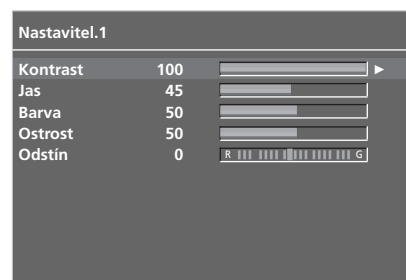 Nastavitel.1
Kontrast 100
Jas 45
Barva 50
Ostrost 50
Odstín 0 R G